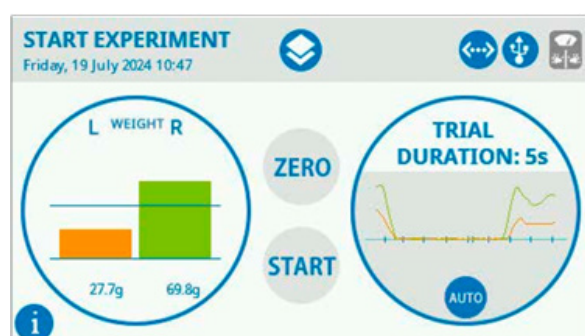 START EXPERIMENT
Friday, 19 July 2024 10:47
L WEIGHT R
27.7g 69.8g
ZERO
START
TRIAL
DURATION: 5s
AUTO
i